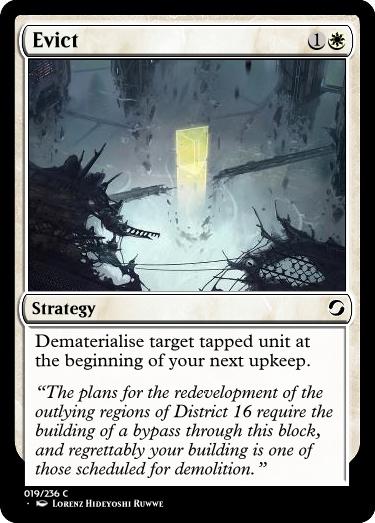 Evict 1
Strategy
Dematerialise target tapped unit at
the beginning of your next upkeep.
“The plans for the redevelopment of the
outlying regions of District 16 require the
building of a bypass through this block,
and regrettably your building is one of
those scheduled for demolition.”
019/236 C
· Lorenz Hideyoshi Ruwwe